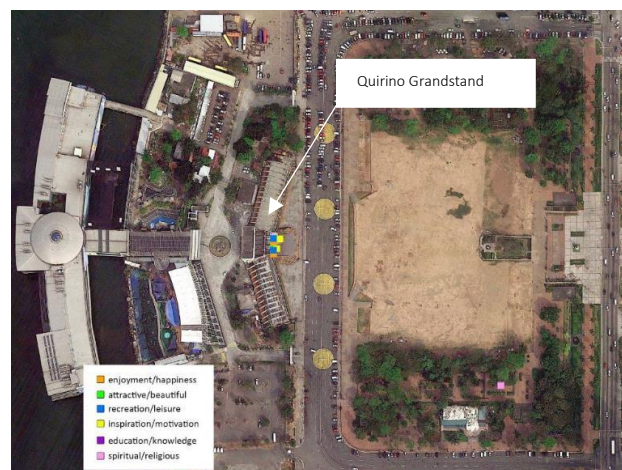 Quirino Grandstand
enjoyment/happiness
attractive/beautiful
recreation/leisure
inspiration/motivation
education/knowledge
spiritual/religious